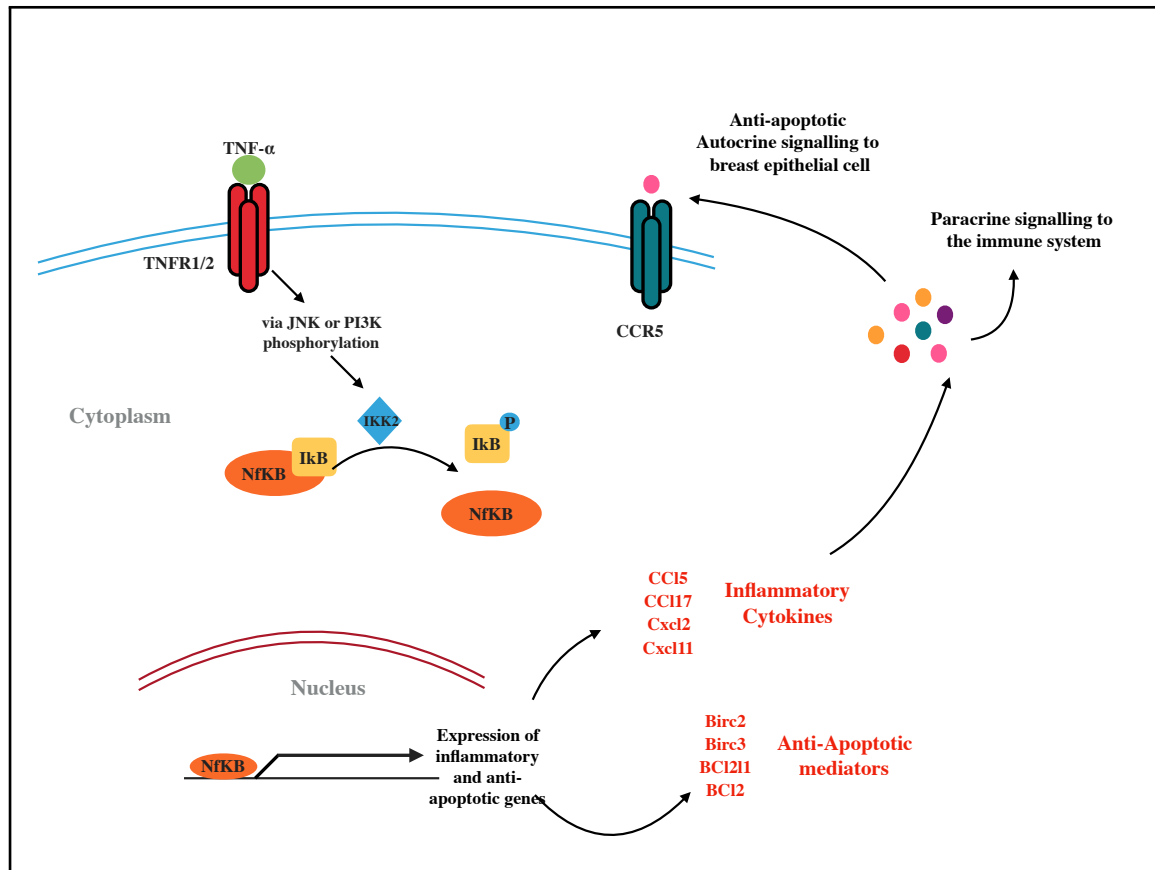 TNF-α
TNFR1/2
via JNK or PI3K
phosphorylation
Anti-apoptotic
Autocrine signalling to
breast epithelial cell
CCR5
Paracrine signalling to
the immune system
Cytoplasm
IKK2
NfKB
IkB
IkB
P
NfKB
CCl5
CCl17
Cxcl2
Cxcl11
Inflammatory
Cytokines
Nucleus
NfKB
Expression of
inflammatory
and anti-
apoptotic genes
Birc2
Birc3
BCl2l1
BCl2
Anti-Apoptotic
mediators